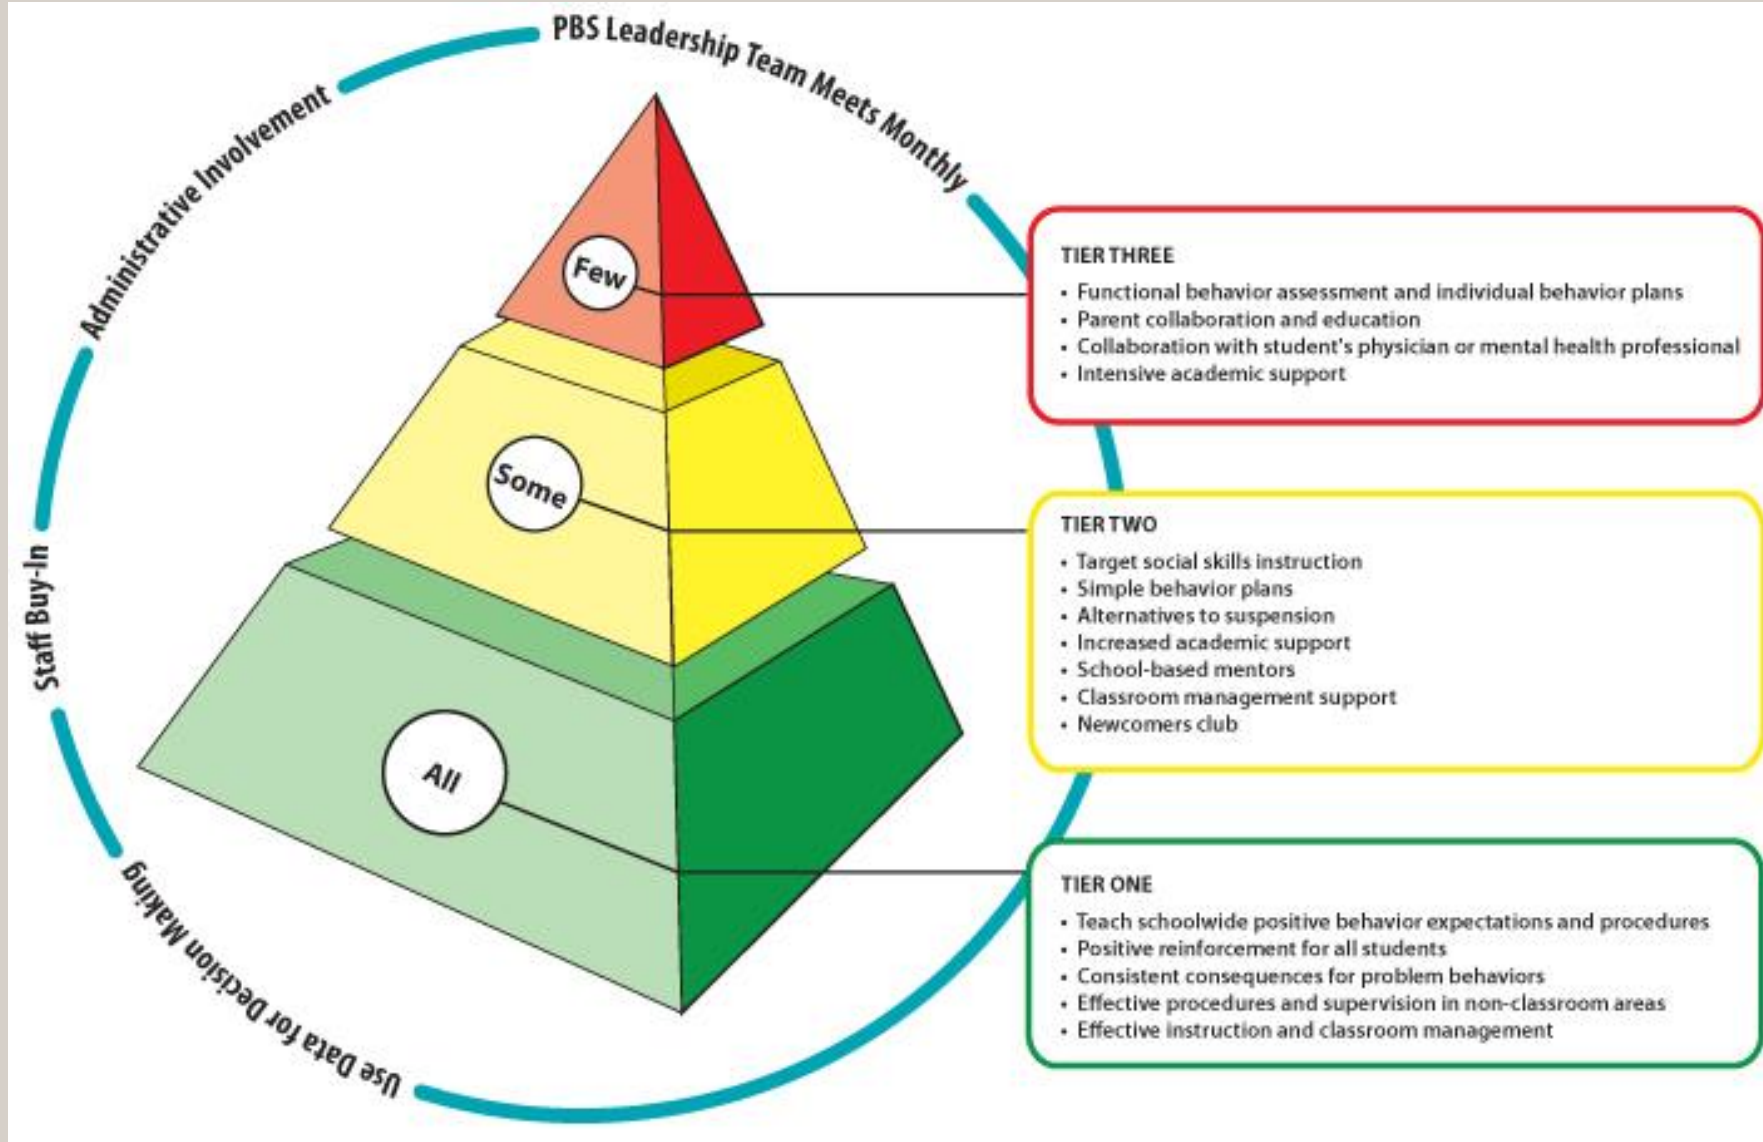 PBS Leadership Team Meets Monthly
Administrative Involvement
Staff Buy-In
Use Data for Decision Making
Few
Some
All
TIER THREE
• Functional behavior assessment and individual behavior plans
• Parent collaboration and education
• Collaboration with student's physician or mental health professional
• Intensive academic support
TIER TWO
• Target social skills instruction
• Simple behavior plans
• Alternatives to suspension
• Increased academic support
• School-based mentors
• Classroom management support
• Newcomers club
TIER ONE
• Teach schoolwide positive behavior expectations and procedures
• Positive reinforcement for all students
• Consistent consequences for problem behaviors
• Effective procedures and supervision in non-classroom areas
• Effective instruction and classroom management